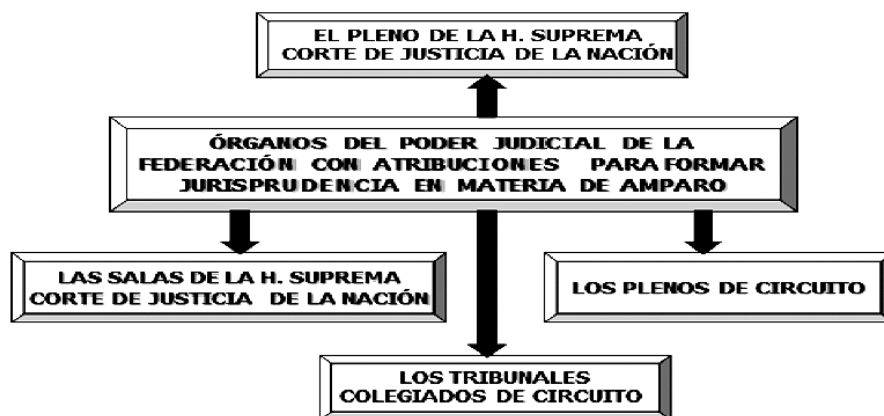 EL PLENO DE LA H. SUPREMA
CORTE DE JUSTICIA DE LA NACIÓN
ÓRGANOS DEL PODER JUDICIAL DE LA
FEDERACIÓN CON ATRIBUCIONES PARA FORMAR
JURISPRUDENCIA EN MATERIA DE AMPARO
LAS SALAS DE LA H. SUPREMA
CORTE DE JUSTICIA DE LA NACIÓN
LOS PLENOS DE CIRCUITO
LOS TRIBUNALES
COLEGIADOS DE CIRCUITO